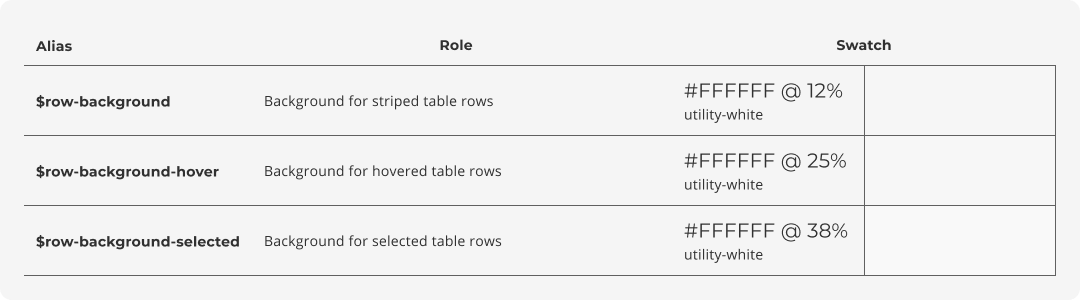 Alias Role Swatch
$row-background Background for striped table rows #FFFFFF @ 12%
utility-white
$row-background-hover Background for hovered table rows #FFFFFF @ 25%
utility-white
$row-background-selected Background for selected table rows #FFFFFF @ 38%
utility-white